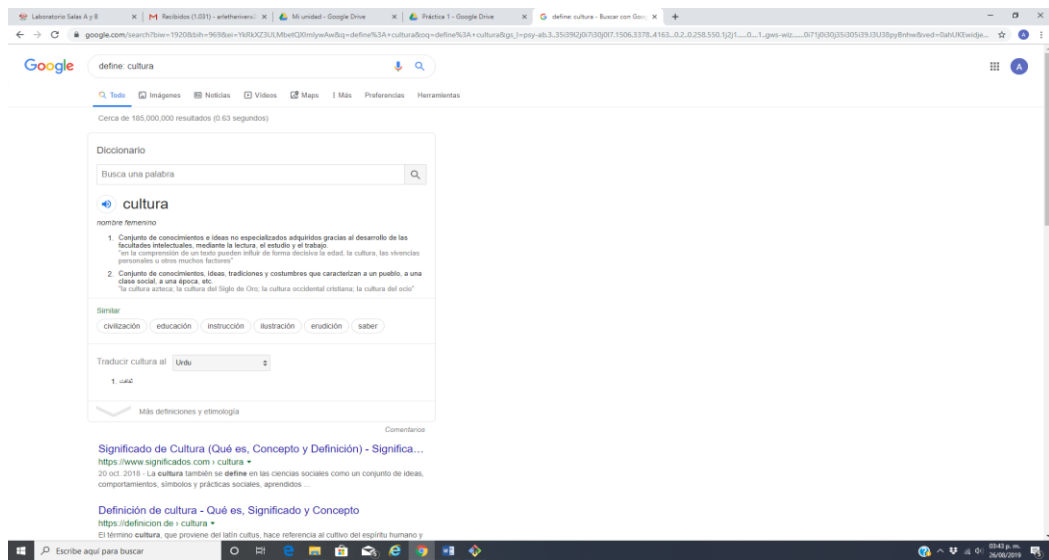 Laboratorio Salas A y B
Recibidos (1.031) - arletherivera
Mi unidad - Google Drive
Práctica 1 - Google Drive
define: cultura - Buscar con Goo
Google
define: cultura
A
Todo Imágenes Noticias Vídeos Maps Más Preferencias Herramientas
Cerca de 165,000,000 resultados (0.63 segundos)
Diccionario
Busca una palabra
cultura
nombre femenino
1. Conjunto de conocimientos e ideas no especializados adquiridos gracias al desarrollo de las
facultades intelectuales, mediante la lectura, el estudio y el trabajo.
"en la comprensión de un texto pueden influir de forma decisiva la edad, la cultura, las vivencias
personales u otros muchos factores"
2. Conjunto de conocimientos, ideas, tradiciones y costumbres que caracterizan a un pueblo, a una
clase social, a una época, etc.
"la cultura azteca; la cultura del Siglo de Oro; la cultura occidental cristiana; la cultura del ocio"
Similar
civilización educación instrucción ilustración erudición saber
Traducir cultura al Urdu
1. ثقافت
Más definiciones y etimología
Comentarios
Significado de Cultura (Qué es, Concepto y Definición) - Significa...
https://www.significados.com › cultura
20 oct. 2018 - La cultura también se define en las ciencias sociales como un conjunto de ideas,
comportamientos, símbolos y prácticas sociales, aprendidos ...
Definición de cultura - Qué es, Significado y Concepto
https://definicion.de › cultura
El término cultura, que proviene del latín cultus, hace referencia al cultivo del espíritu humano y
Escribe aquí para buscar
03:43 p. m.
26/08/2019